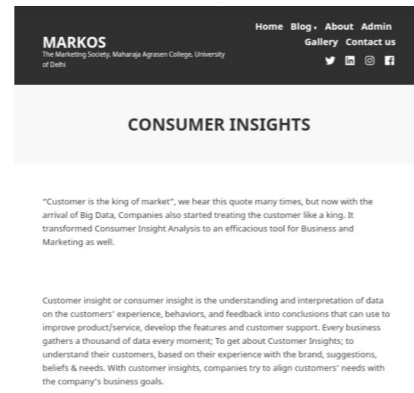 Home Blog About Admin
Gallery Contact us
MARKOS
The Marketing Society, Maharaja Agrasen College, University
of Delhi
CONSUMER INSIGHTS
"Customer is the king of market", we hear this quote many times, but now with the
arrival of Big Data, Companies also started treating the customer like a king. It
transformed Consumer Insight Analysis to an efficacious tool for Business and
Marketing as well.
Customer insight or consumer insight is the understanding and interpretation of data
on the customers' experience, behaviors, and feedback into conclusions that can use to
improve product/service, develop the features and customer support. Every business
gathers a thousand of data every moment; To get about Customer Insights; to
understand their customers, based on their experience with the brand, suggestions,
beliefs & needs. With customer insights, companies try to align customers' needs with
the company's business goals.